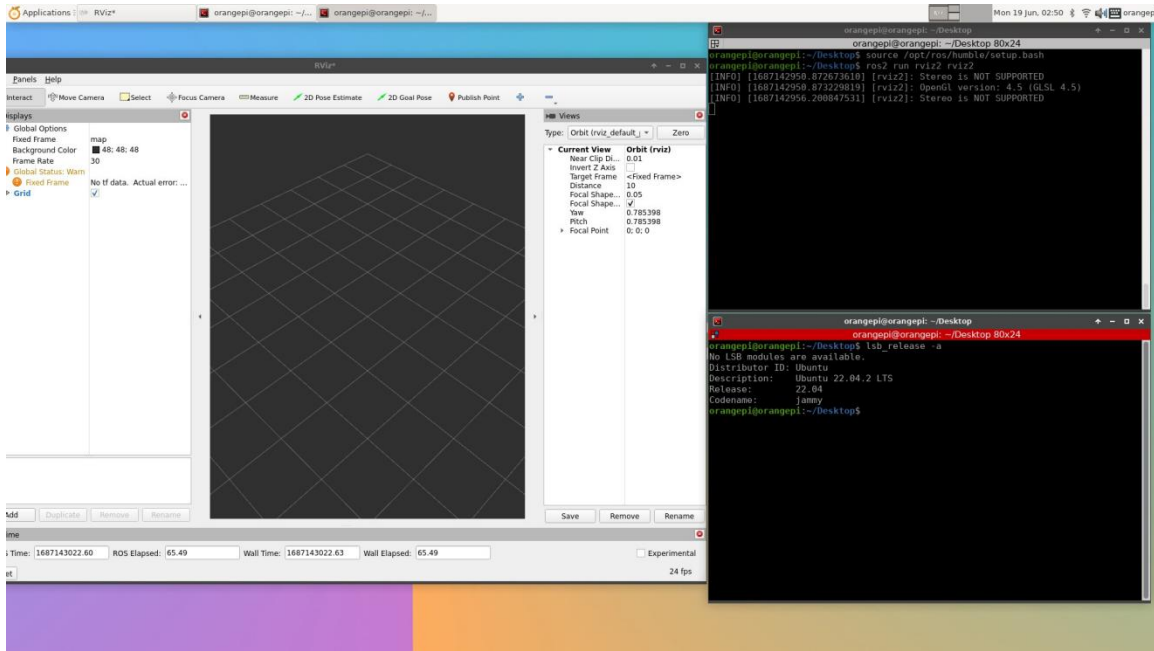 Applications RViz* orangepi@orangepi: ~/... orangepi@orangepi: ~/... Mon 19 Jun, 02:50 orangep
RViz*
Panels Help
Interact Move Camera Select Focus Camera Measure 2D Pose Estimate 2D Goal Pose Publish Point
Displays
Global Options
Fixed Frame map
Background Color 48; 48; 48
Frame Rate 30
Global Status: Warn
Fixed Frame No tf data. Actual error: ...
Grid
Add Duplicate Remove Rename
Views
Type: Orbit (rviz_default_ Zero
Current View Orbit (rviz)
Near Clip Di... 0.01
Invert Z Axis
Target Frame <Fixed Frame>
Distance 10
Focal Shape... 0.05
Focal Shape...
Yaw 0.785398
Pitch 0.785398
Focal Point 0; 0; 0
Save Remove Rename
ime
Time: 1687143022.60 ROS Elapsed: 65.49 Wall Time: 1687143022.63 Wall Elapsed: 65.49 Experimental
et 24 fps
orangepi@orangepi: ~/Desktop
orangepi@orangepi: ~/Desktop 80x24
orangepi@orangepi:~/Desktop$ source /opt/ros/humble/setup.bash
orangepi@orangepi:~/Desktop$ ros2 run rviz2 rviz2
[INFO] [1687142950.872673610] [rviz2]: Stereo is NOT SUPPORTED
[INFO] [1687142950.873229819] [rviz2]: OpenGl version: 4.5 (GLSL 4.5)
[INFO] [1687142956.200847531] [rviz2]: Stereo is NOT SUPPORTED
orangepi@orangepi: ~/Desktop
orangepi@orangepi: ~/Desktop 80x24
orangepi@orangepi:~/Desktop$ lsb_release -a
No LSB modules are available.
Distributor ID: Ubuntu
Description: Ubuntu 22.04.2 LTS
Release: 22.04
Codename: jammy
orangepi@orangepi:~/Desktop$